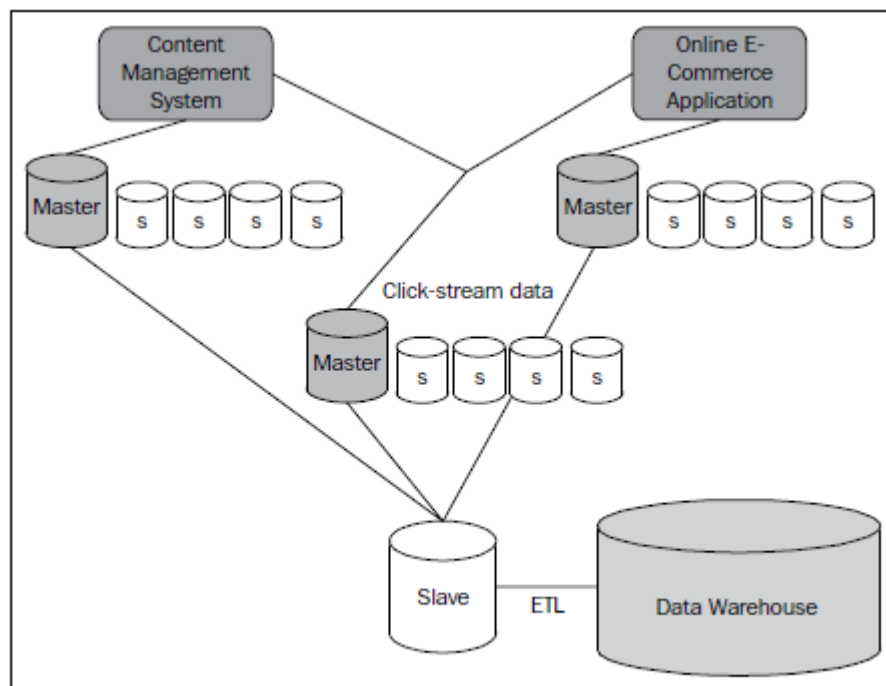 Content
Management
System
Online E-
Commerce
Application
Master
s s s s
Master
s s s s
Click-stream data
Master
s s s s
Slave
ETL
Data Warehouse